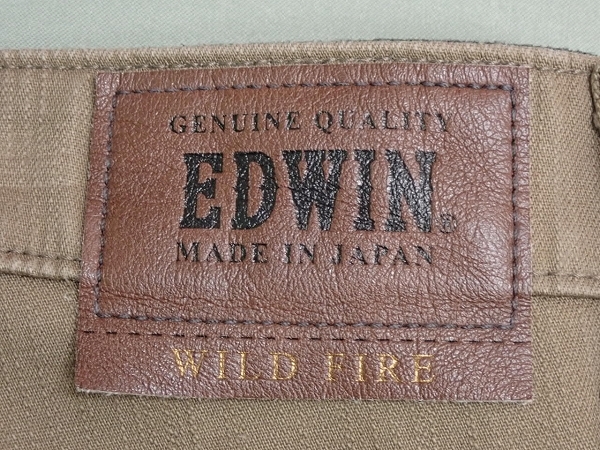 GENUINE QUALITY
EDWIN®
MADE IN JAPAN
WILD FIRE